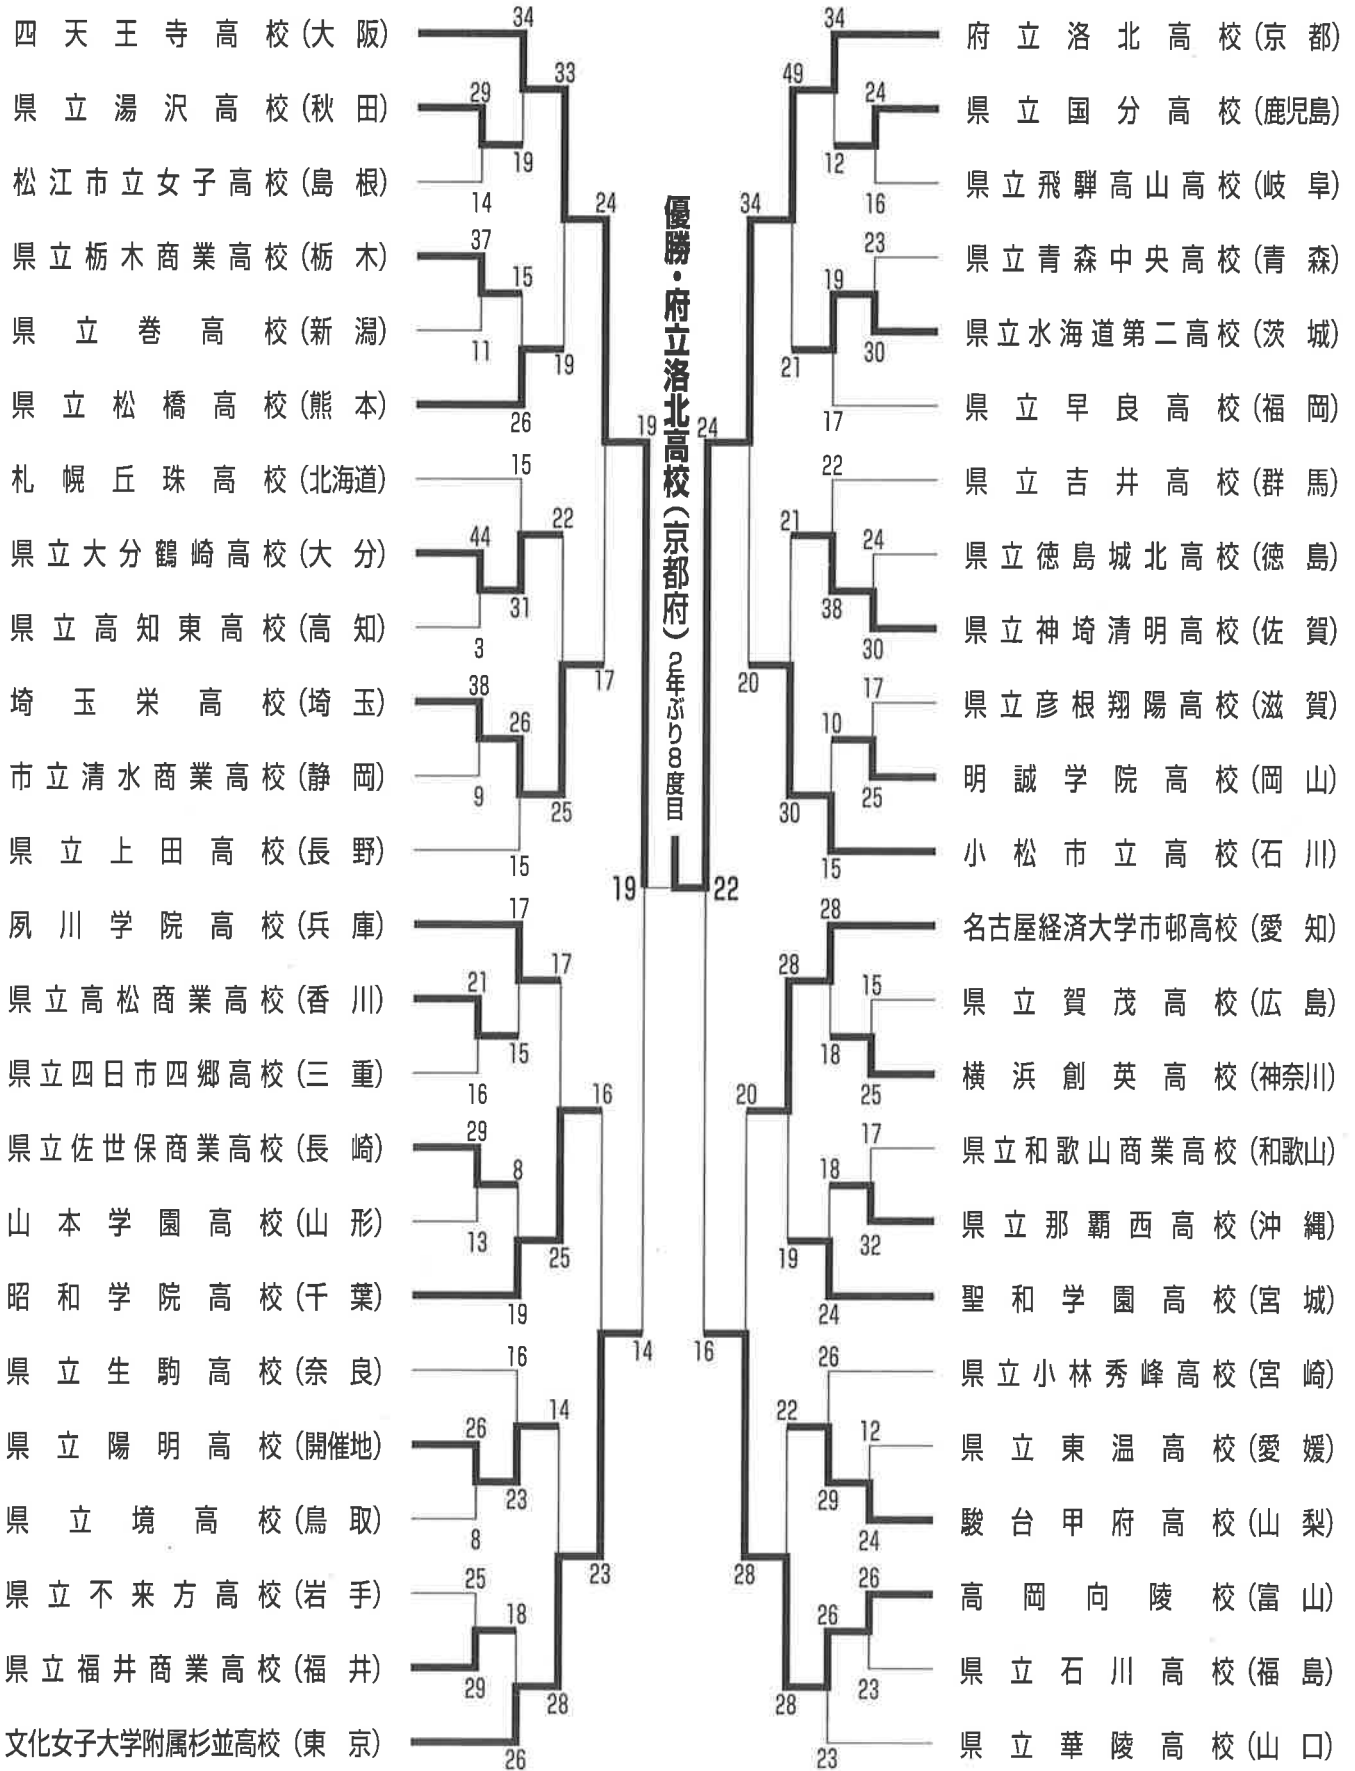 四天王寺高校(大阪)
県立湯沢高校(秋田)
松江市立女子高校(島根)
県立栃木商業高校(栃木)
県立巻高校(新潟)
県立松橋高校(熊本)
札幌丘珠高校(北海道)
県立大分鶴崎高校(大分)
県立高知東高校(高知)
埼玉栄高校(埼玉)
市立清水商業高校(静岡)
県立上田高校(長野)
夙川学院高校(兵庫)
県立高松商業高校(香川)
県立四日市四郷高校(三重)
県立佐世保商業高校(長崎)
山本学園高校(山形)
昭和学院高校(千葉)
県立生駒高校(奈良)
県立陽明高校(開催地)
県立境高校(鳥取)
県立不来方高校(岩手)
県立福井商業高校(福井)
文化女子大学附属杉並高校(東京)
34
29
19
14
37
15
11
26
33
19
24
15
44
31
3
22
38
26
9
15
25
17
19
17
21
15
16
17
29
8
13
19
25
16
16
26
23
8
14
25
18
29
26
28
23
14
19
優勝・府立洛北高校(京都府)
2年ぶり8度目
22
24
16
34
20
20
28
49
21
21
30
28
19
22
28
34
12
24
16
19
23
30
17
22
38
24
30
10
17
25
15
28
18
15
25
18
17
32
24
26
29
12
24
26
26
23
23
府立洛北高校(京都)
県立国分高校(鹿児島)
県立飛騨高山高校(岐阜)
県立青森中央高校(青森)
県立水海道第二高校(茨城)
県立早良高校(福岡)
県立吉井高校(群馬)
県立徳島城北高校(徳島)
県立神埼清明高校(佐賀)
県立彦根翔陽高校(滋賀)
明誠学院高校(岡山)
小松市立高校(石川)
名古屋経済大学市邨高校(愛知)
県立賀茂高校(広島)
横浜創英高校(神奈川)
県立和歌山商業高校(和歌山)
県立那覇西高校(沖縄)
聖和学園高校(宮城)
県立小林秀峰高校(宮崎)
県立東温高校(愛媛)
駿台甲府高校(山梨)
高岡向陵校(富山)
県立石川高校(福島)
県立華陵高校(山口)